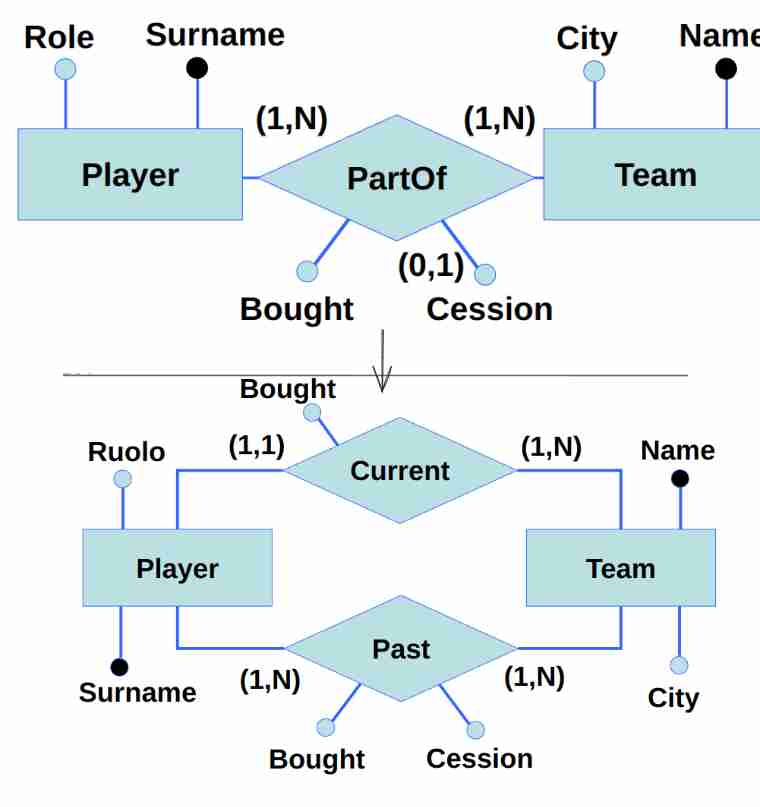 Role Surname City Name
(1,N) (1,N)
Player PartOf Team
(0,1)
Bought Cession
Bought
Ruolo (1,1) (1,N) Name
Current
Player Team
Past
Surname (1,N) (1,N) City
Bought Cession